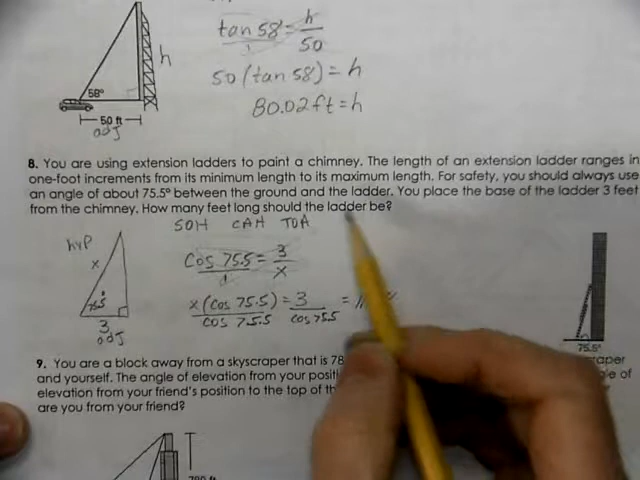 tan 58 = h
1 50
h
50 (tan 58) = h
58°
80.02 ft = h
50 ft
adj
8. You are using extension ladders to paint a chimney. The length of an extension ladder ranges in
one-foot increments from its minimum length to its maximum length. For safety, you should always use
an angle of about 75.5° between the ground and the ladder. You place the base of the ladder 3 feet
from the chimney. How many feet long should the ladder be?
SOH CAH TOA
hyp
x
cos 75.5 = 3
1 x
75.5°
x (cos 75.5) = 3 =
cos 75.5 cos 75.5
3
adj
75.5°
9. You are a block away from a skyscraper that is 78
and yourself. The angle of elevation from your
elevation from your friend's position to the top of
are you from your friend?